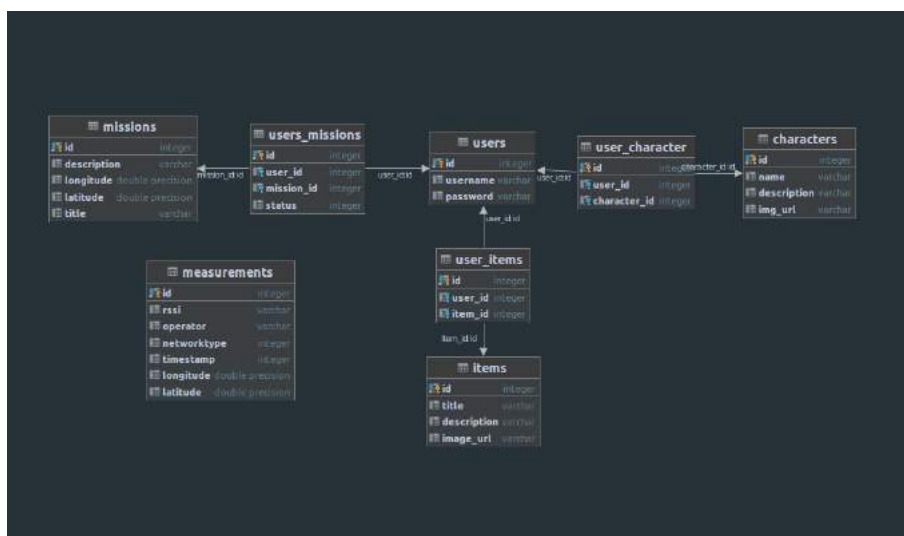 missions
id integer
description varchar
longitude double precision
latitude double precision
title varchar
mission_id:id
users_missions
id integer
user_id integer
mission_id integer
status integer
user_id:id
users
id integer
username varchar
password varchar
user_id:id
user_character
id integer
user_id integer
character_id integer
character_id:id
characters
id integer
name varchar
description varchar
img_url varchar
user_id:id
user_items
id integer
user_id integer
item_id integer
item_id:id
items
id integer
title varchar
description varchar
image_url varchar
measurements
id integer
rssi varchar
operator varchar
networktype integer
timestamp integer
longitude double precision
latitude double precision